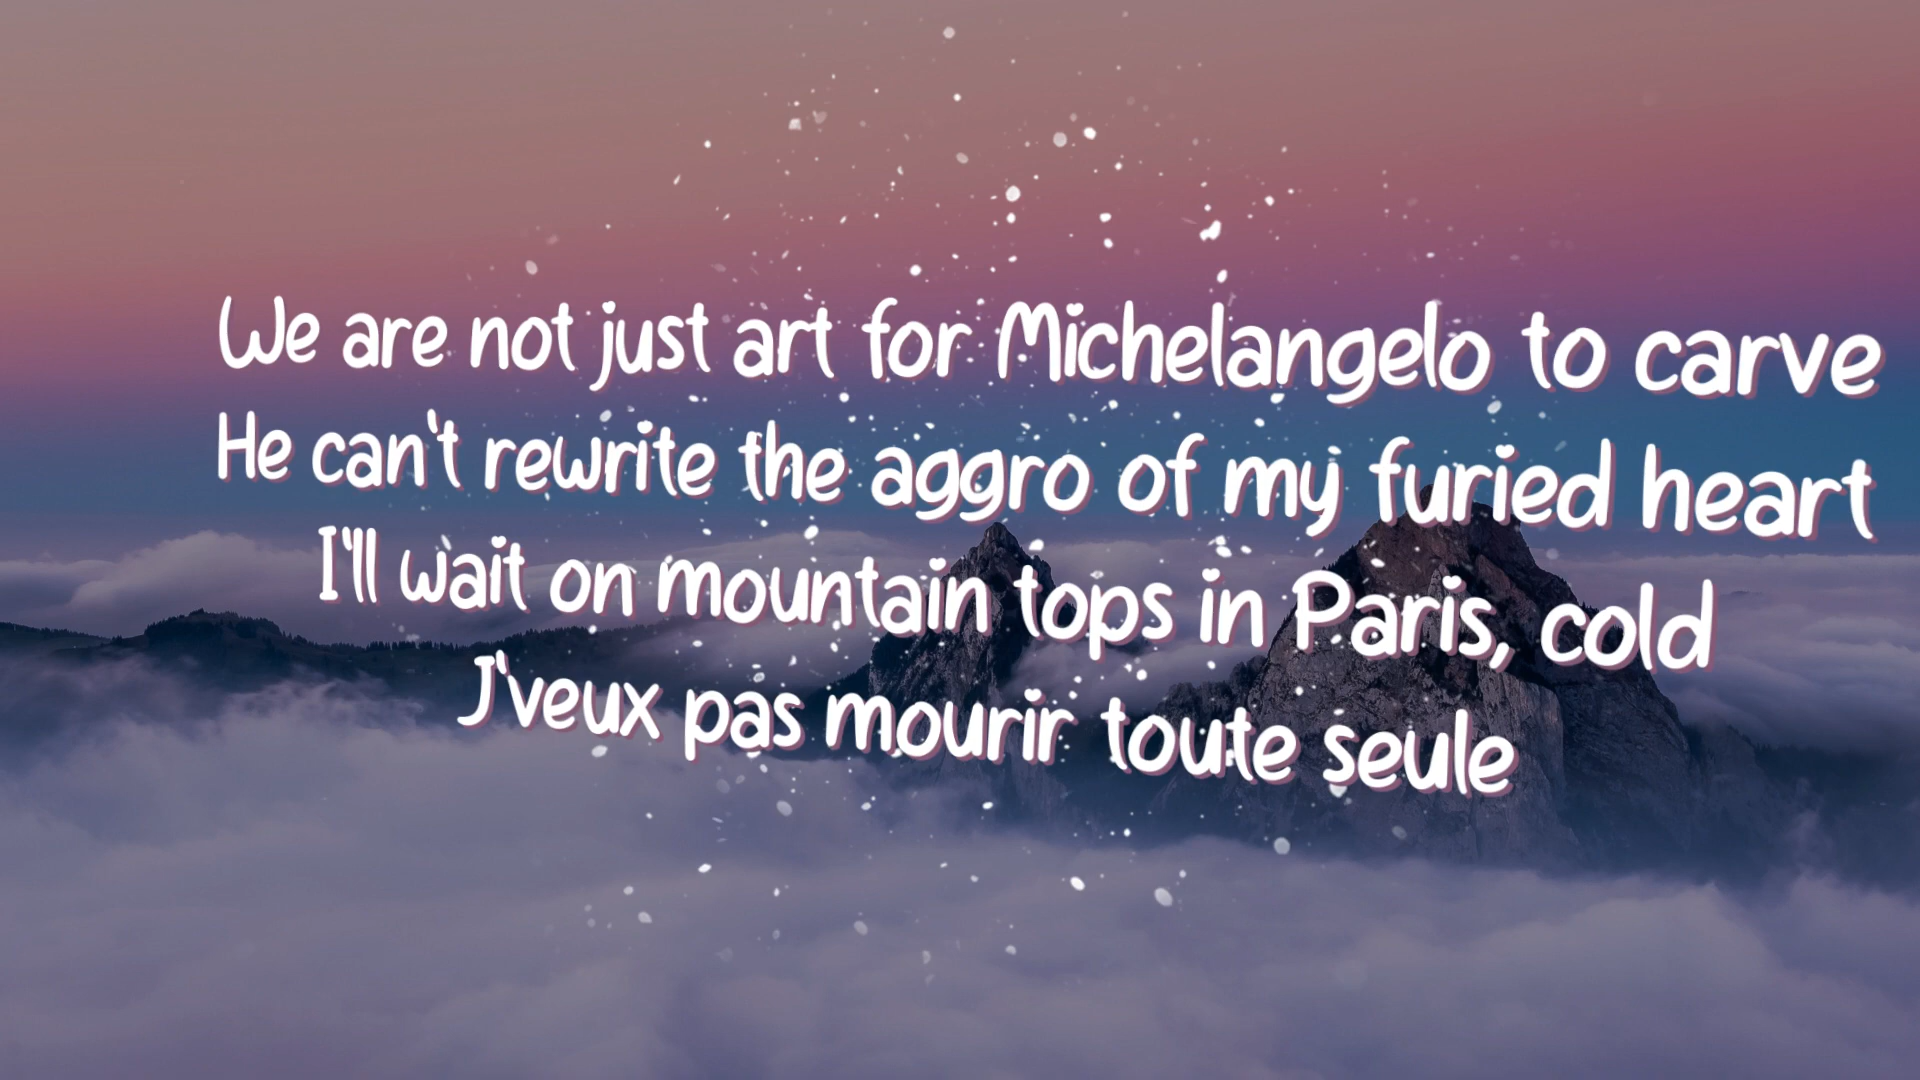 We are not just art for Michelangelo to carve
He can't rewrite the aggro of my furied heart
I'll wait on mountain tops in Paris, cold
J'veux pas mourir toute seule